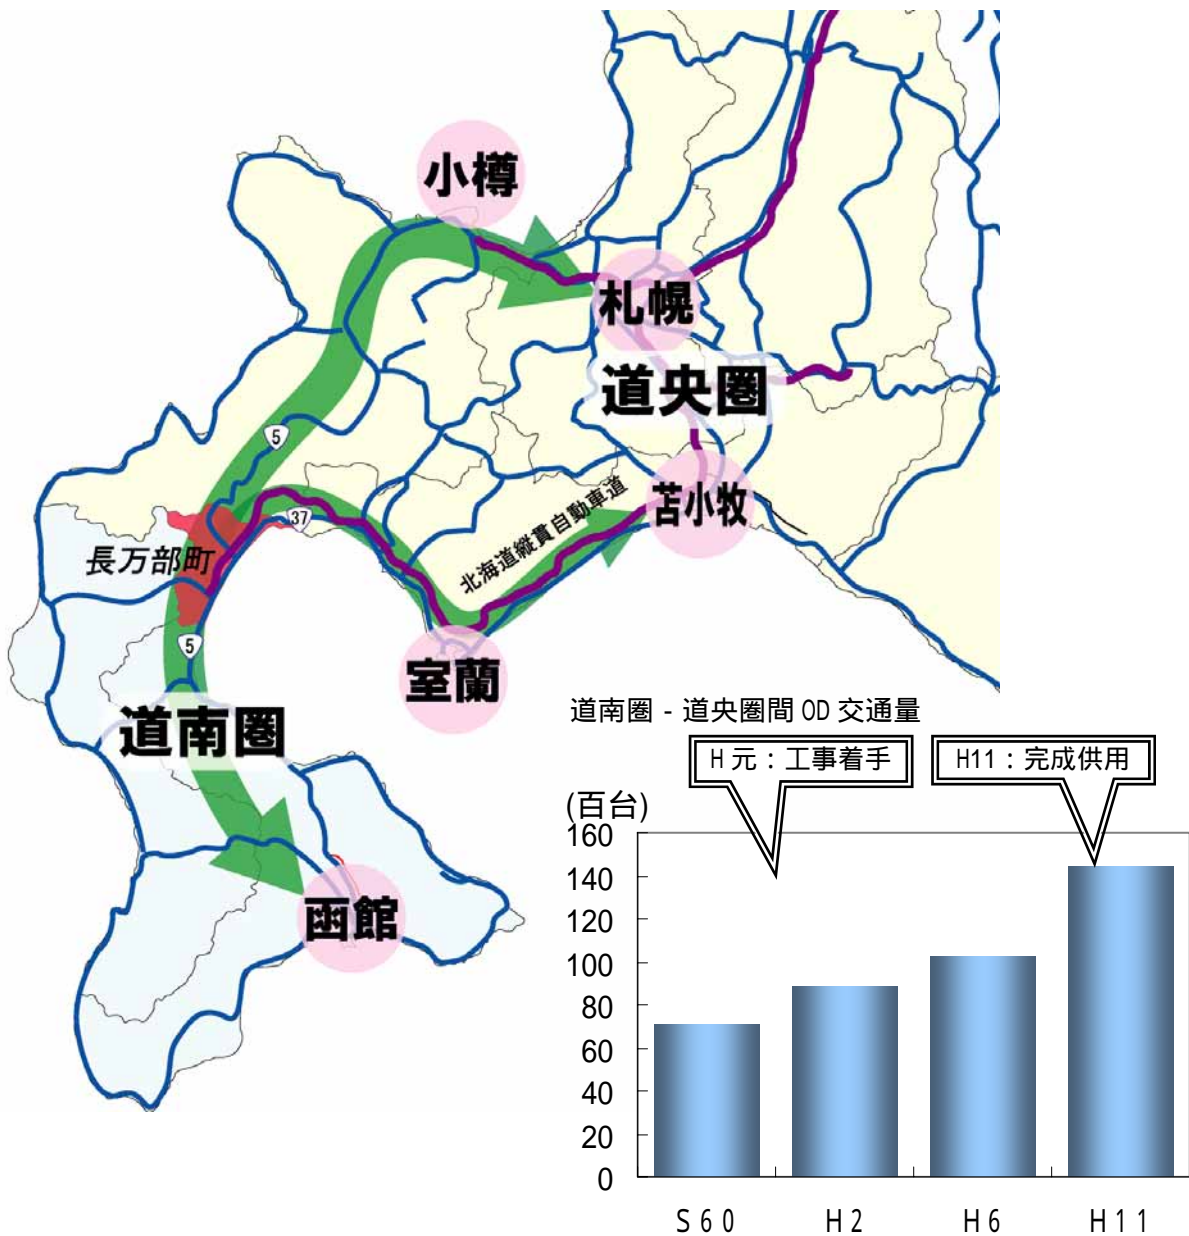 小樽
札幌
道央圏
5
苫小牧
37
北海道縦貫自動車道
長万部町
5
室蘭
道南圏
函館
道南圏 - 道央圏間 OD 交通量
H 元：工事着手
H11：完成供用
(百台)
160
140
120
100
80
60
40
20
0
S60 H2 H6 H11